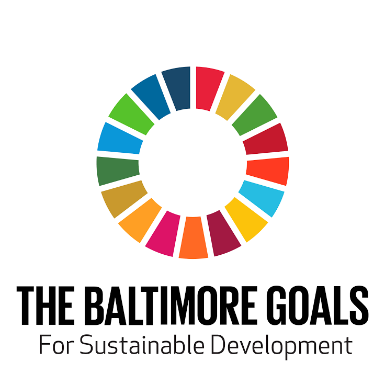 THE BALTIMORE GOALS
For Sustainable Development